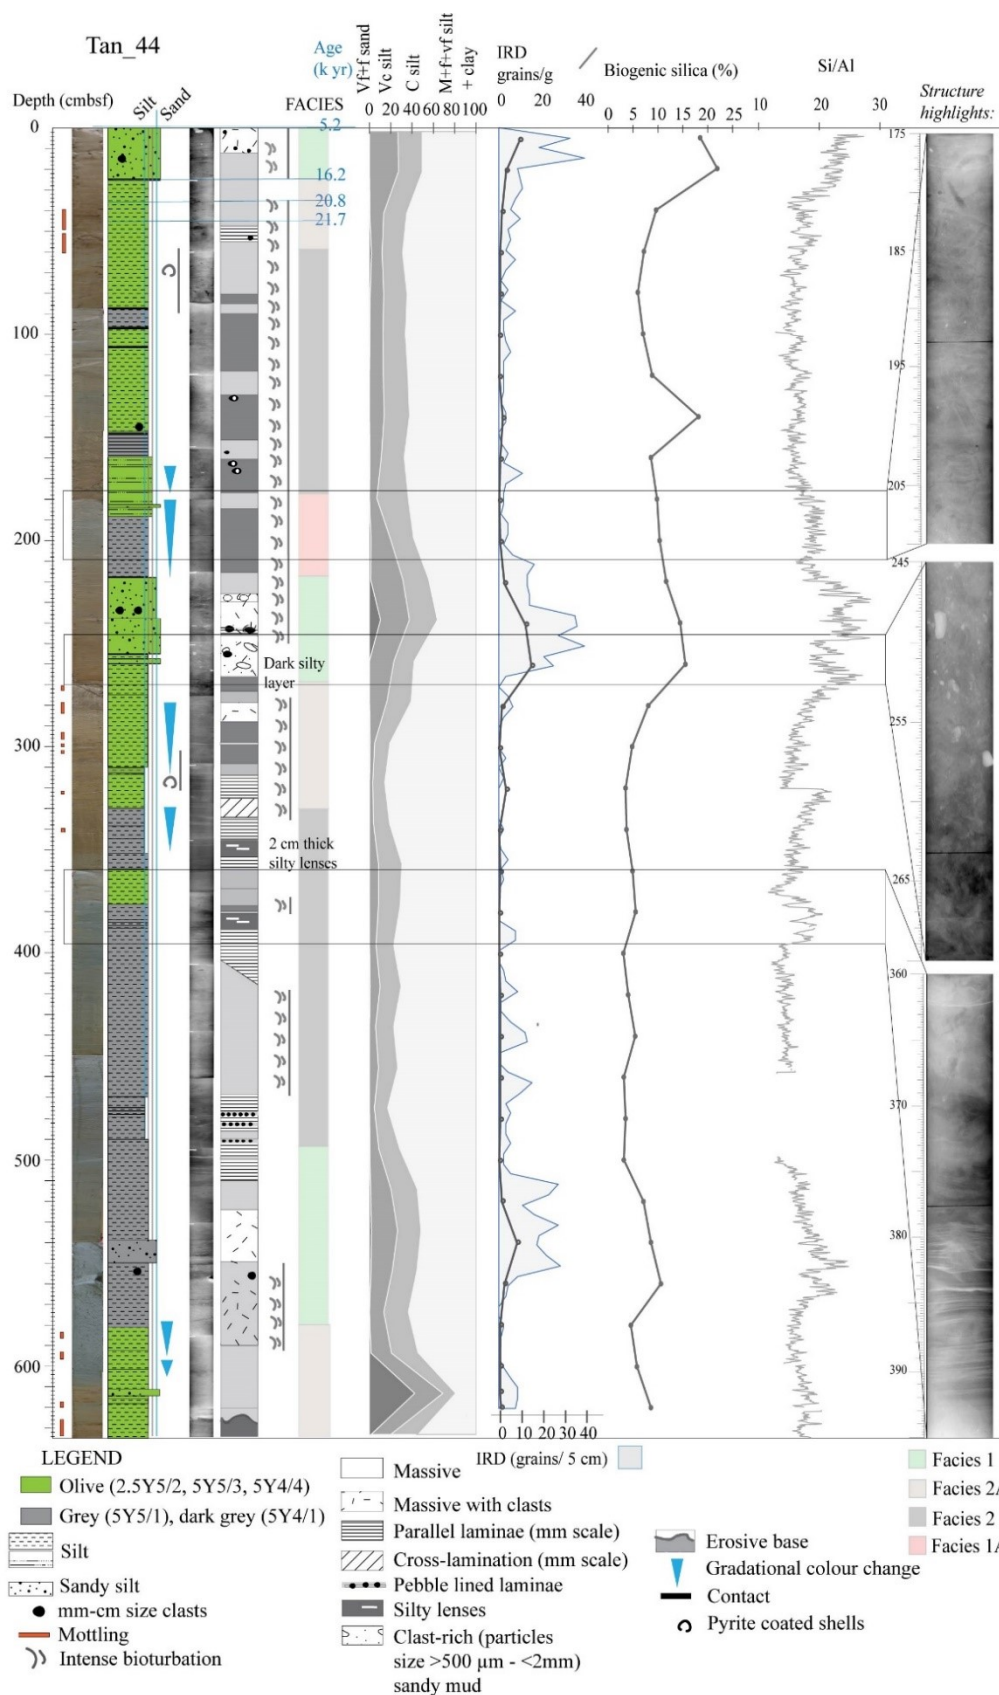 Tan_44
Depth (cmbsf)
Silt
Sand
Age
(k yr)
FACIES
Vf+f sand
Vc silt
C silt
M+f+vf silt
+ clay
0 20 40 60 80 100
IRD
grains/g
0 20 40
Biogenic silica (%)
0 5 10 15 20 25
Si/Al
10 20 30
Structure
highlights:
0
5.2
16.2
20.8
21.7
C
100
200
Dark silty
layer
300
C
2 cm thick
silty lenses
400
500
600
175
185
195
205
245
255
265
360
370
380
390
0 10 20 30 40
IRD (grains/ 5 cm)
LEGEND
Olive (2.5Y5/2, 5Y5/3, 5Y4/4)
Grey (5Y5/1), dark grey (5Y4/1)
Silt
Sandy silt
mm-cm size clasts
Mottling
Intense bioturbation
Massive
Massive with clasts
Parallel laminae (mm scale)
Cross-lamination (mm scale)
Pebble lined laminae
Silty lenses
Clast-rich (particles
size >500 µm - <2mm)
sandy mud
Erosive base
Gradational colour change
Contact
Pyrite coated shells
Facies 1
Facies 2A
Facies 2
Facies 1A